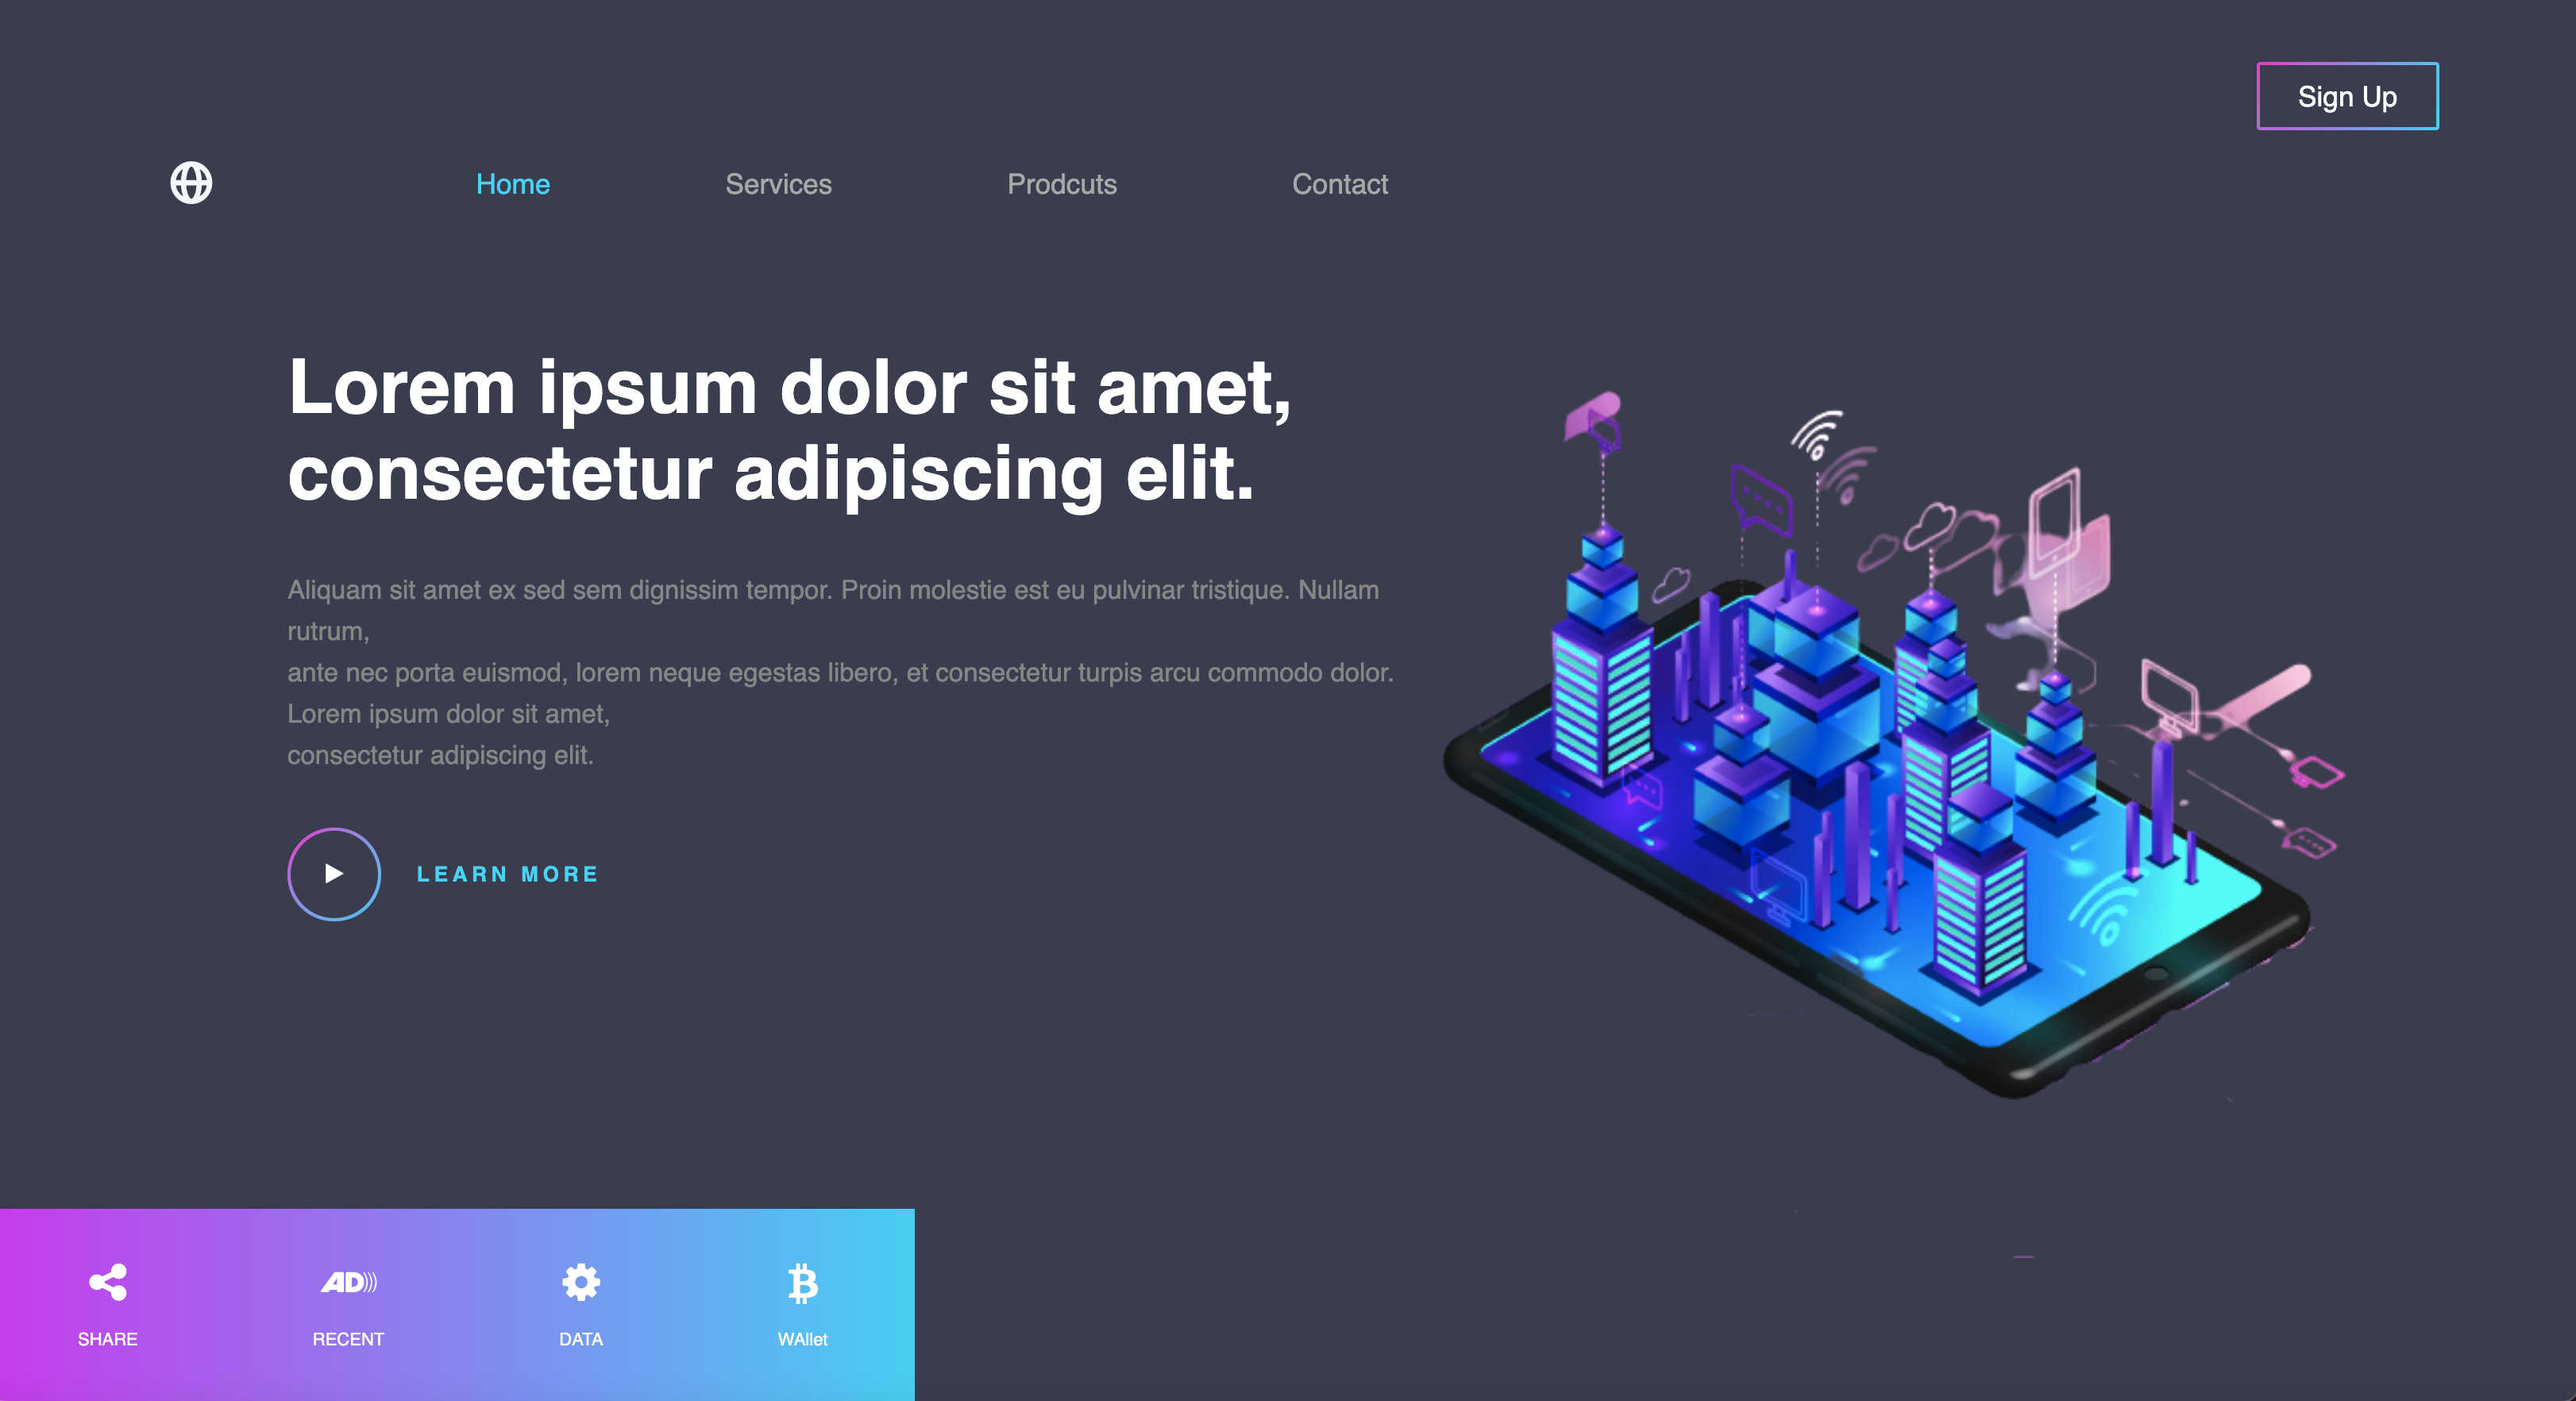 Sign Up
Home Services Prodcuts Contact
Lorem ipsum dolor sit amet,
consectetur adipiscing elit.
Aliquam sit amet ex sed sem dignissim tempor. Proin molestie est eu pulvinar tristique. Nullam
rutrum,
ante nec porta euismod, lorem neque egestas libero, et consectetur turpis arcu commodo dolor.
Lorem ipsum dolor sit amet,
consectetur adipiscing elit.
LEARN MORE
AD
SHARE RECENT DATA WAllet